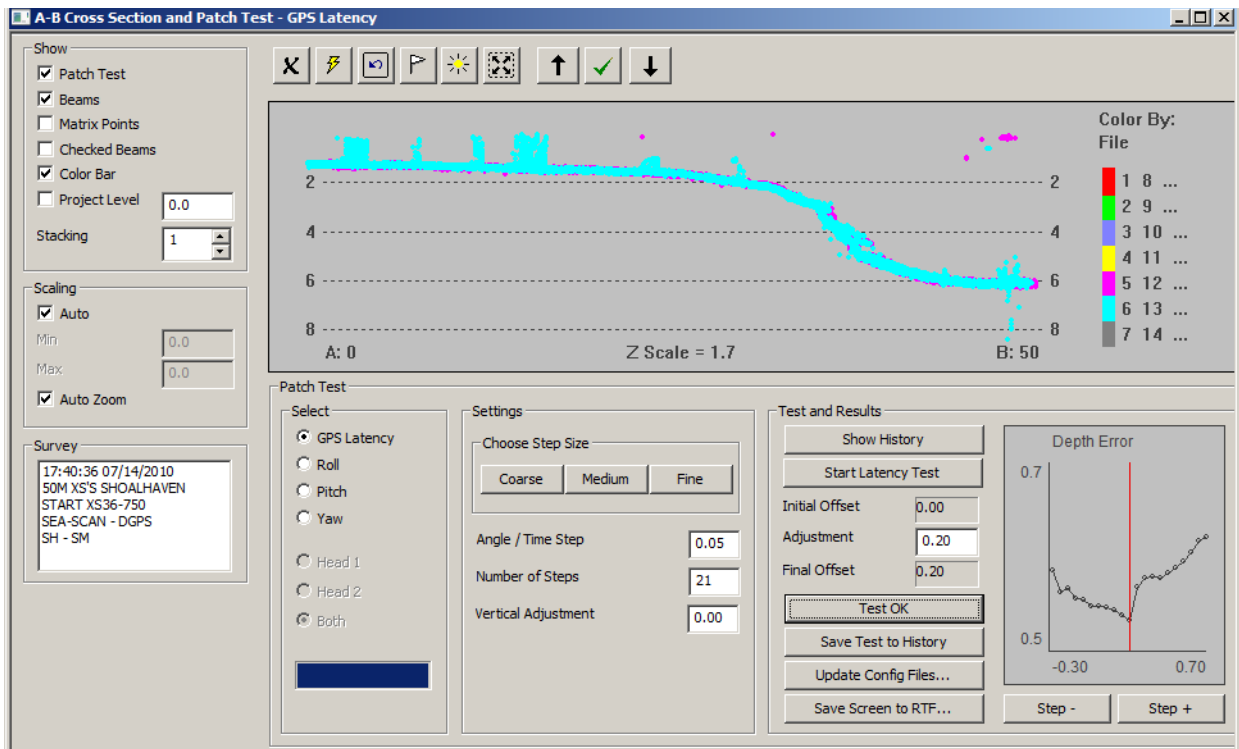 A-B Cross Section and Patch Test - GPS Latency
Show
Patch Test
Beams
Matrix Points
Checked Beams
Color Bar
Project Level 0.0
Stacking 1
Scaling
Auto
Min 0.0
Max 0.0
Auto Zoom
Survey
17:40:36 07/14/2010
50M XS'S SHOALHAVEN
START XS36-750
SEA-SCAN - DGPS
SH - SM
2 2
4 4
6 6
8 8
A: 0 Z Scale = 1.7 B: 50
Color By:
File
1 8 ...
2 9 ...
3 10 ...
4 11 ...
5 12 ...
6 13 ...
7 14 ...
Patch Test
Select
GPS Latency
Roll
Pitch
Yaw
Head 1
Head 2
Both
Settings
Choose Step Size
Coarse Medium Fine
Angle / Time Step 0.05
Number of Steps 21
Vertical Adjustment 0.00
Test and Results
Show History
Start Latency Test
Initial Offset 0.00
Adjustment 0.20
Final Offset 0.20
Test OK
Save Test to History
Update Config Files...
Save Screen to RTF...
Depth Error
0.7
0.5
-0.30 0.70
Step - Step +